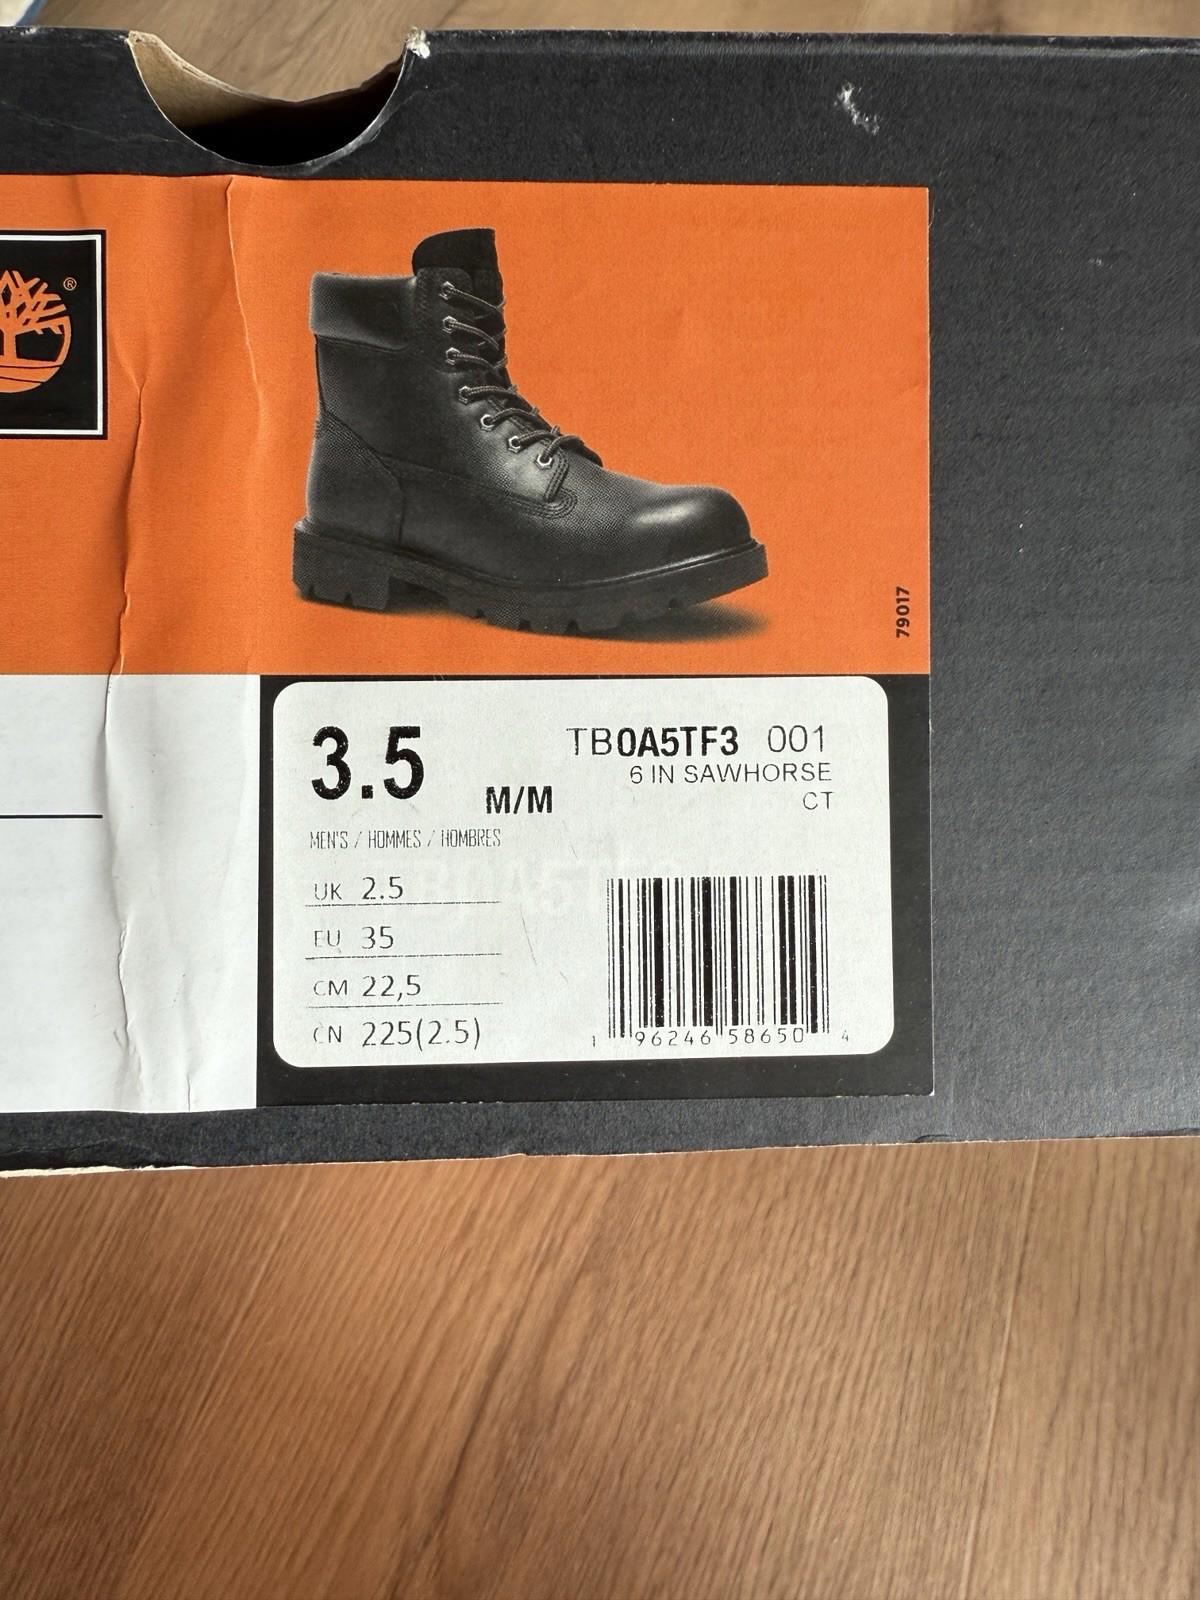 ®
79017
3.5
M/M
TB0A5TF3 001
6 IN SAWHORSE
CT
MEN'S / HOMMES / HOMBRES
UK 2.5
EU 35
CM 22,5
CN 225(2.5)
1 96246 58650 4